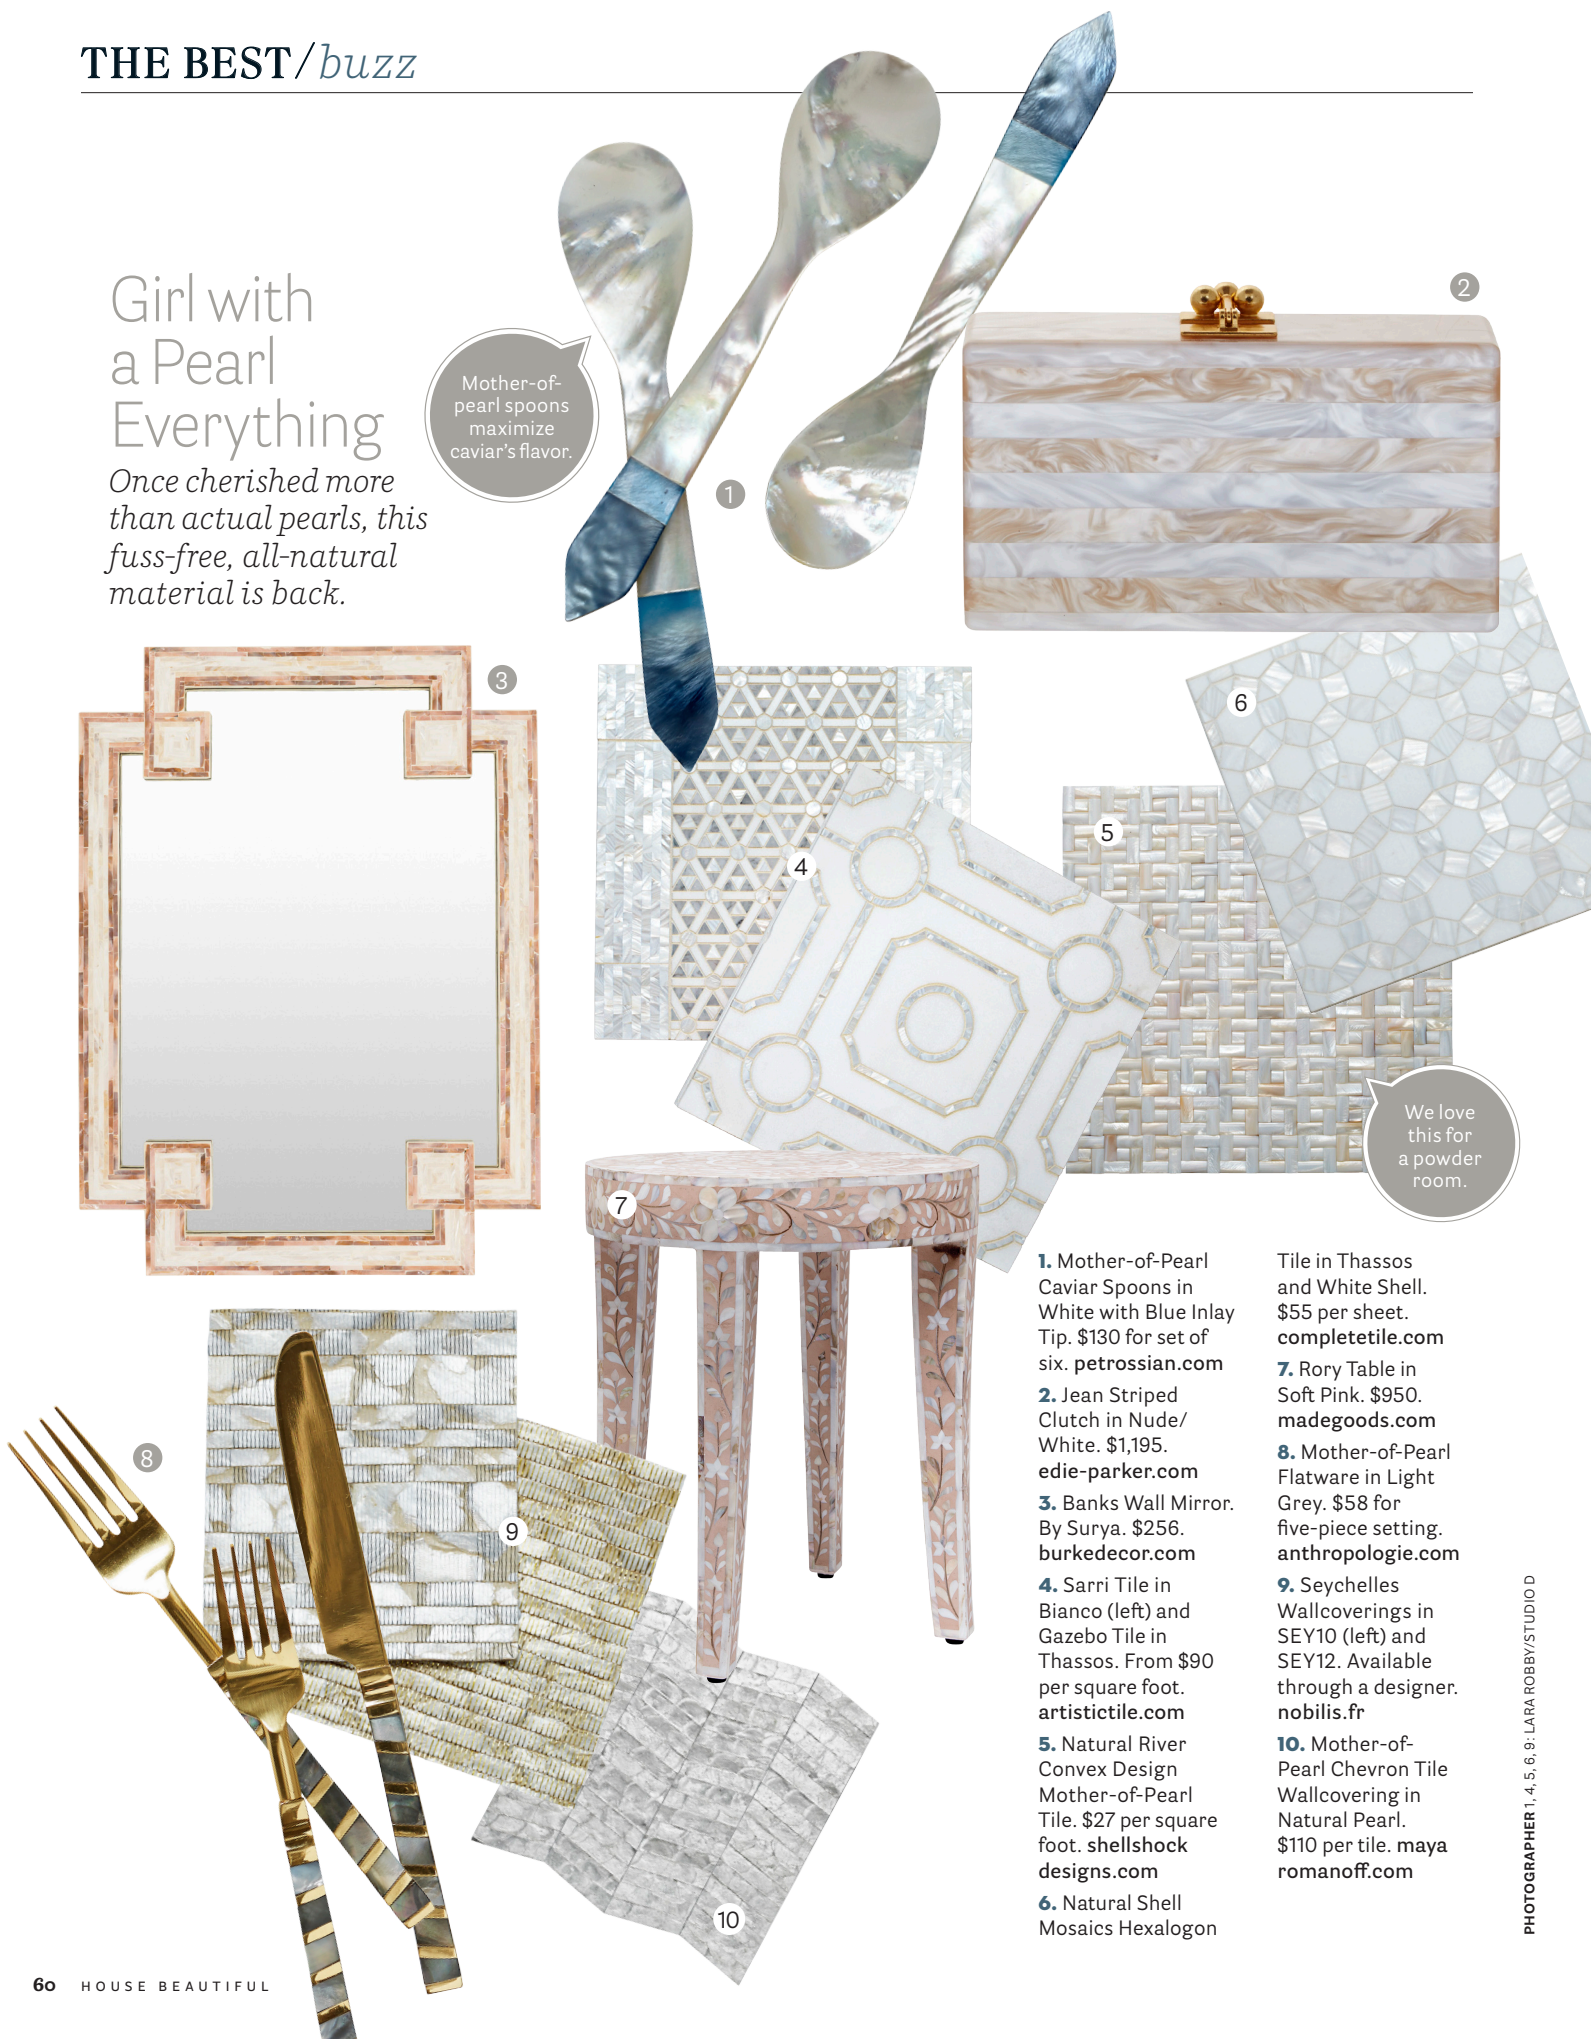 THE BEST/buzz
Girl with
a Pearl
Everything
Once cherished more
than actual pearls, this
fuss-free, all-natural
material is back.
Mother-of-
pearl spoons
maximize
caviar's flavor.
1
2
3
4
5
6
We love
this for
a powder
room.
7
8
9
10
1. Mother-of-Pearl
Caviar Spoons in
White with Blue Inlay
Tip. $130 for set of
six. petrossian.com
2. Jean Striped
Clutch in Nude/
White. $1,195.
edie-parker.com
3. Banks Wall Mirror.
By Surya. $256.
burkedecor.com
4. Sarri Tile in
Bianco (left) and
Gazebo Tile in
Thassos. From $90
per square foot.
artistictile.com
5. Natural River
Convex Design
Mother-of-Pearl
Tile. $27 per square
foot. shellshock
designs.com
6. Natural Shell
Mosaics Hexalogon
Tile in Thassos
and White Shell.
$55 per sheet.
completetile.com
7. Rory Table in
Soft Pink. $950.
madegoods.com
8. Mother-of-Pearl
Flatware in Light
Grey. $58 for
five-piece setting.
anthropologie.com
9. Seychelles
Wallcoverings in
SEY10 (left) and
SEY12. Available
through a designer.
nobilis.fr
10. Mother-of-
Pearl Chevron Tile
Wallcovering in
Natural Pearl.
$110 per tile. maya
romanoff.com
PHOTOGRAPHER 1, 4, 5, 6, 9: LARA ROBBY/STUDIO D
60 HOUSE BEAUTIFUL